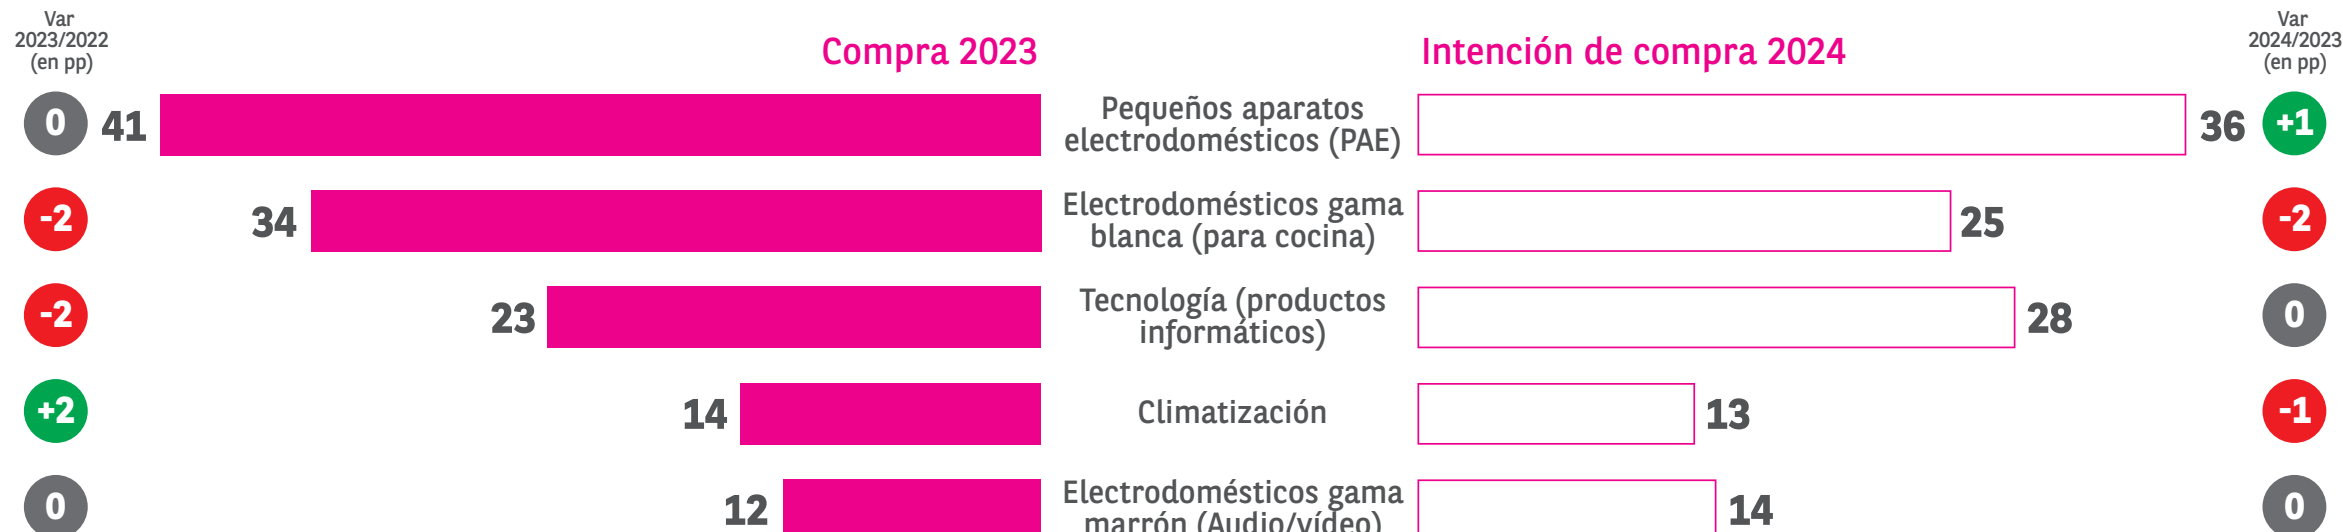 Var
2023/2022
(en pp)
Compra 2023
Intención de compra 2024
Var
2024/2023
(en pp)
0
41
Pequeños aparatos
electrodomésticos (PAE)
36
+1
-2
34
Electrodomésticos gama
blanca (para cocina)
25
-2
-2
23
Tecnología (productos
informáticos)
28
0
+2
14
Climatización
13
-1
0
12
Electrodomésticos gama
marrón (Audio/vídeo)
14
0